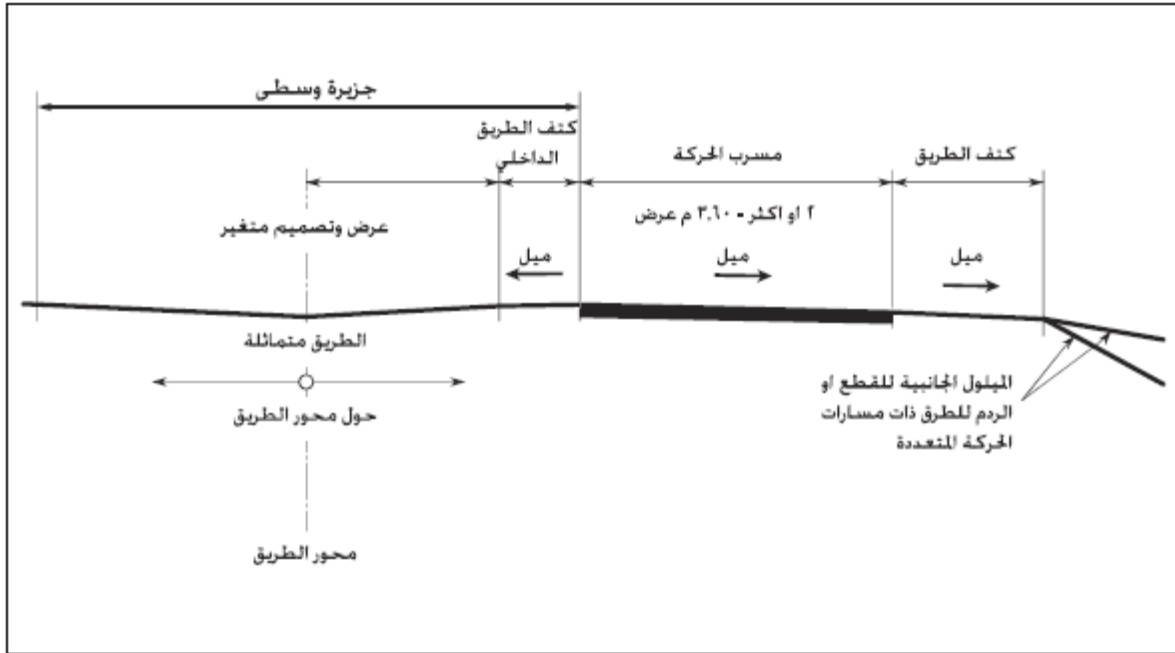 جزيرة وسطى
كتف الطريق
الداخلي
مسرب الحركة
كتف الطريق
عرض وتصميم متغير
٢ او اكثر - ٣,٦٠ م عرض
ميل
ميل
ميل
الطريق متماثلة
حول محور الطريق
محور الطريق
الميلول الجانبية للقطع او
الردم للطرق ذات مسارات
الحركة المتعددة